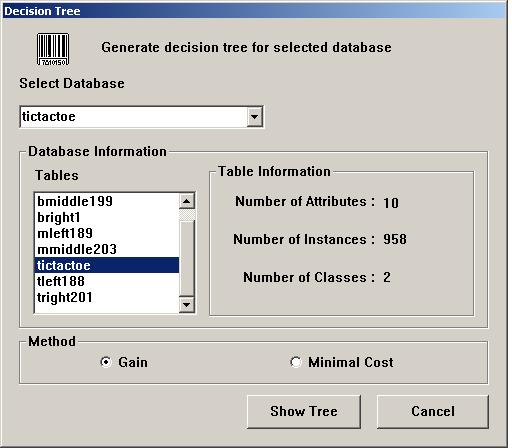 Decision Tree
7A10150
Generate decision tree for selected database
Select Database
tictactoe
Database Information
Tables
bmiddle199
bright1
mleft189
mmiddle203
tictactoe
tleft188
tright201
Table Information
Number of Attributes : 10
Number of Instances : 958
Number of Classes : 2
Method
Gain
Minimal Cost
Show Tree
Cancel